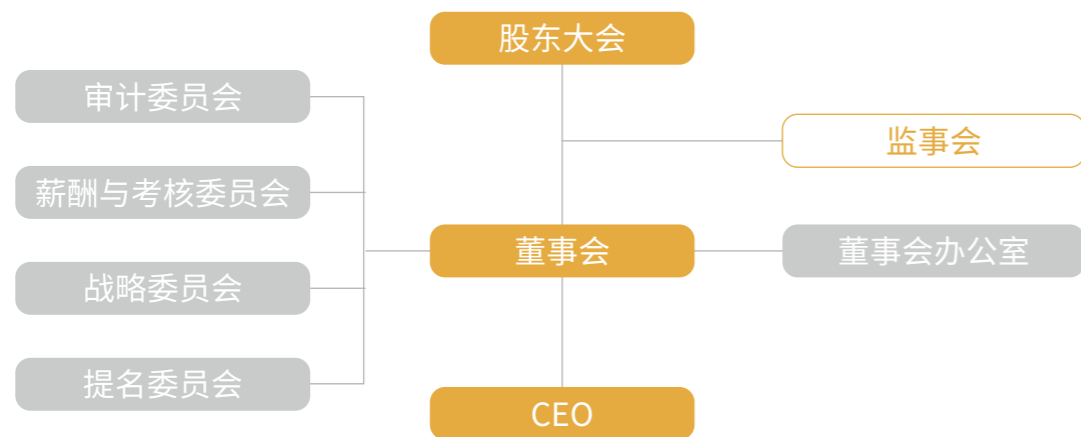 股东大会
审计委员会
监事会
薪酬与考核委员会
董事会
董事会办公室
战略委员会
提名委员会
CEO